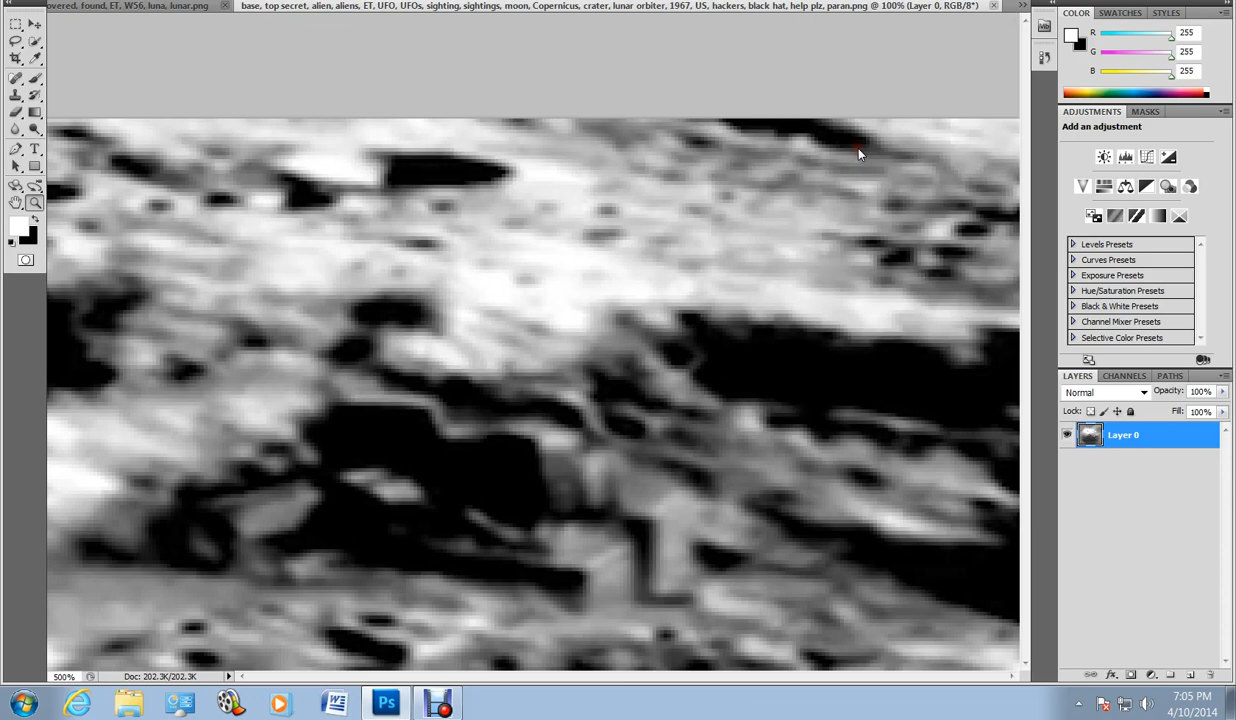 overed, found, ET, W56, luna, lunar.png
base, top secret, alien, aliens, ET, UFO, UFOs, sighting, sightings, moon, Copernicus, crater, lunar orbiter, 1967, US, hackers, black hat, help plz, paran.png @ 100% (Layer 0, RGB/8*)
COLOR SWATCHES STYLES
R 255
G 255
B 255
ADJUSTMENTS MASKS
Add an adjustment
Levels Presets
Curves Presets
Exposure Presets
Hue/Saturation Presets
Black & White Presets
Channel Mixer Presets
Selective Color Presets
LAYERS CHANNELS PATHS
Normal Opacity: 100%
Lock: Fill: 100%
Layer 0
500% Doc: 202.3K/202.3K
Ps
7:05 PM
4/10/2014